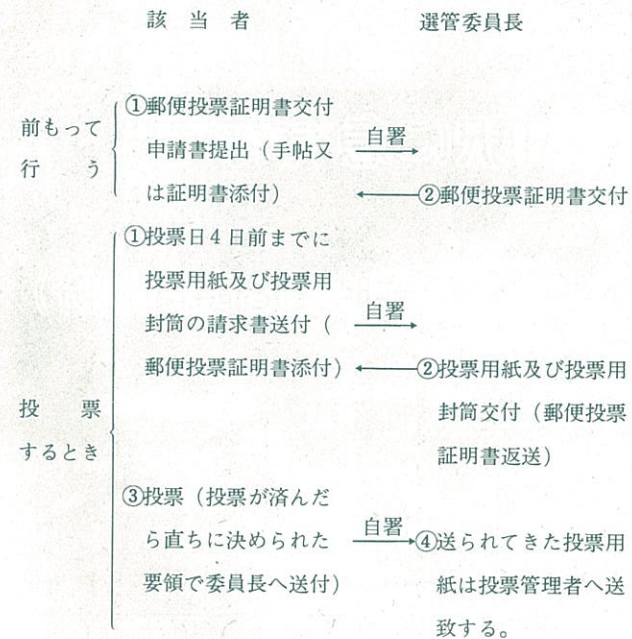 該当者　選管委員長
前もって
行う
①郵便投票証明書交付
申請書提出（手帖又
は証明書添付）
自署
②郵便投票証明書交付
投票
するとき
①投票日4日前までに
投票用紙及び投票用
封筒の請求書送付（
郵便投票証明書添付）
自署
②投票用紙及び投票用
封筒交付（郵便投票
証明書返送）
③投票（投票が済んだ
ら直ちに決められた
要領で委員長へ送付）
自署
④送られてきた投票用
紙は投票管理者へ送
致する。